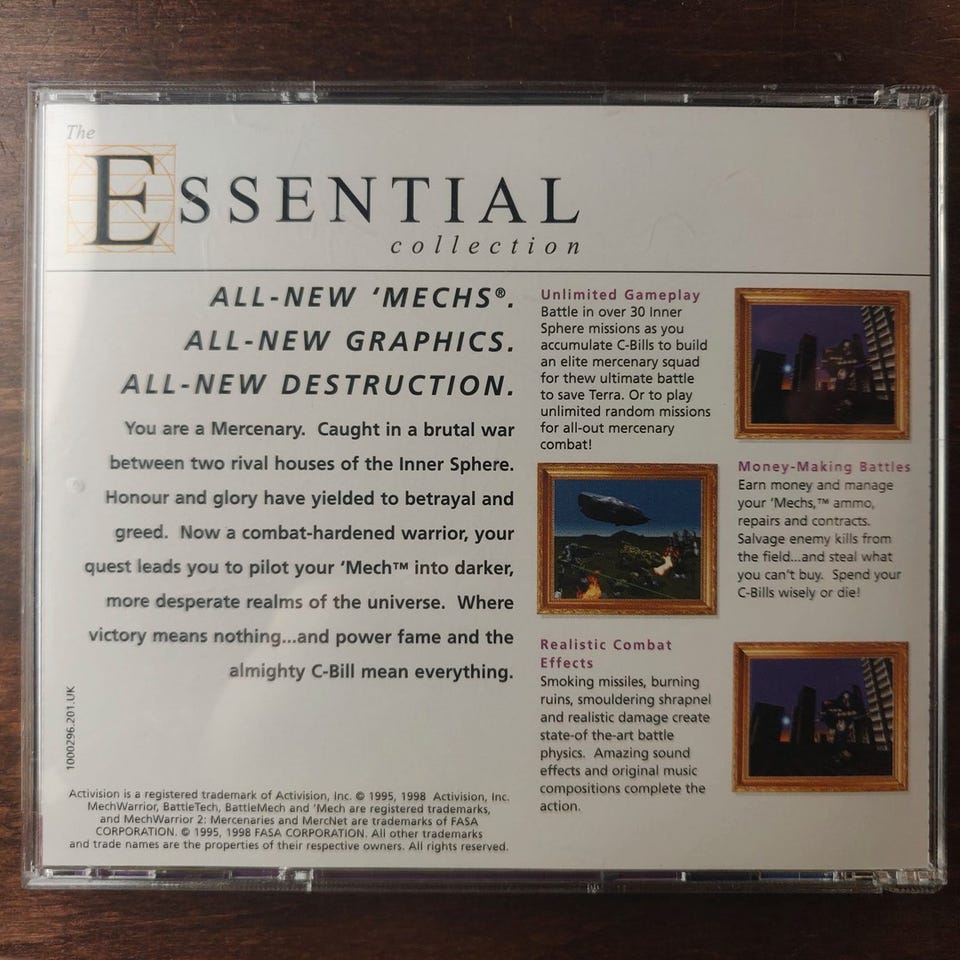 The
ESSENTIAL
collection
ALL-NEW ‘MECHS®.
ALL-NEW GRAPHICS.
ALL-NEW DESTRUCTION.
You are a Mercenary. Caught in a brutal war
between two rival houses of the Inner Sphere.
Honour and glory have yielded to betrayal and
greed. Now a combat-hardened warrior, your
quest leads you to pilot your ‘Mech™ into darker,
more desperate realms of the universe. Where
victory means nothing...and power fame and the
almighty C-Bill mean everything.
1000296.201.UK
Activision is a registered trademark of Activision, Inc. © 1995, 1998 Activision, Inc.
MechWarrior, BattleTech, BattleMech and ‘Mech are registered trademarks,
and MechWarrior 2: Mercenaries and MercNet are trademarks of FASA
CORPORATION. © 1995, 1998 FASA CORPORATION. All other trademarks
and trade names are the properties of their respective owners. All rights reserved.
Unlimited Gameplay
Battle in over 30 Inner
Sphere missions as you
accumulate C-Bills to build
an elite mercenary squad
for thew ultimate battle
to save Terra. Or to play
unlimited random missions
for all-out mercenary
combat!
Money-Making Battles
Earn money and manage
your ‘Mechs,™ ammo,
repairs and contracts.
Salvage enemy kills from
the field...and steal what
you can’t buy. Spend your
C-Bills wisely or die!
Realistic Combat
Effects
Smoking missiles, burning
ruins, smouldering shrapnel
and realistic damage create
state-of the-art battle
physics. Amazing sound
effects and original music
compositions complete the
action.